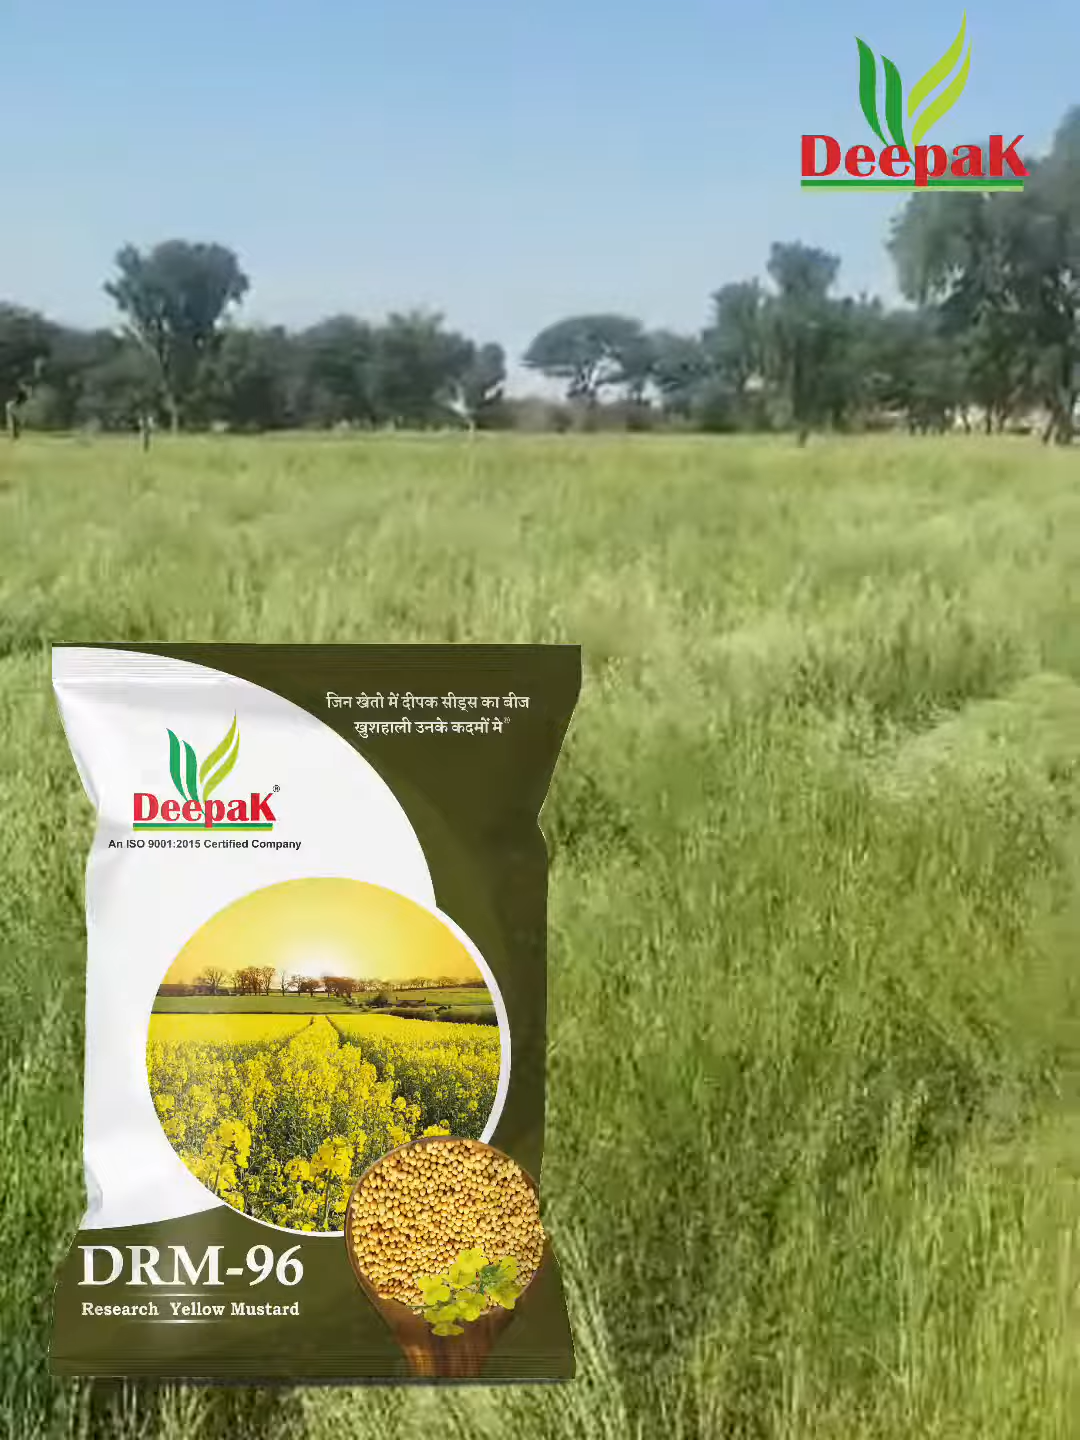 DeepaK
जिन खेतो में दीपक सीड्स का बीज
खुशहाली उनके कदमों मे®
DeepaK®
An ISO 9001:2015 Certified Company
DRM-96
Research Yellow Mustard